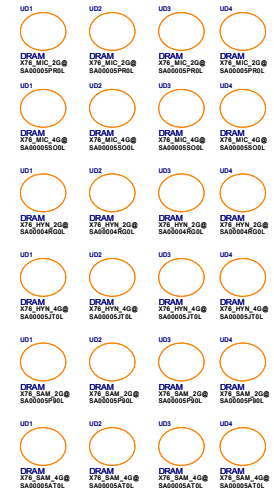 UD1 UD2 UD3 UD4
DRAM DRAM DRAM DRAM
X76_MIC_2G@ X76_MIC_2G@ X76_MIC_2G@ X76_MIC_2G@
SA00005PR0L SA00005PR0L SA00005PR0L SA00005PR0L
UD1 UD2 UD3 UD4
DRAM DRAM DRAM DRAM
X76_MIC_4G@ X76_MIC_4G@ X76_MIC_4G@ X76_MIC_4G@
SA00005SO0L SA00005SO0L SA00005SO0L SA00005SO0L
UD1 UD2 UD3 UD4
DRAM DRAM DRAM DRAM
X76_HYN_2G@ X76_HYN_2G@ X76_HYN_2G@ X76_HYN_2G@
SA00004RG0L SA00004RG0L SA00004RG0L SA00004RG0L
UD1 UD2 UD3 UD4
DRAM DRAM DRAM DRAM
X76_HYN_4G@ X76_HYN_4G@ X76_HYN_4G@ X76_HYN_4G@
SA00005JT0L SA00005JT0L SA00005JT0L SA00005JT0L
UD1 UD2 UD3 UD4
DRAM DRAM DRAM DRAM
X76_SAM_2G@ X76_SAM_2G@ X76_SAM_2G@ X76_SAM_2G@
SA00005P90L SA00005P90L SA00005P90L SA00005P90L
UD1 UD2 UD3 UD4
DRAM DRAM DRAM DRAM
X76_SAM_4G@ X76_SAM_4G@ X76_SAM_4G@ X76_SAM_4G@
SA00005AT0L SA00005AT0L SA00005AT0L SA00005AT0L